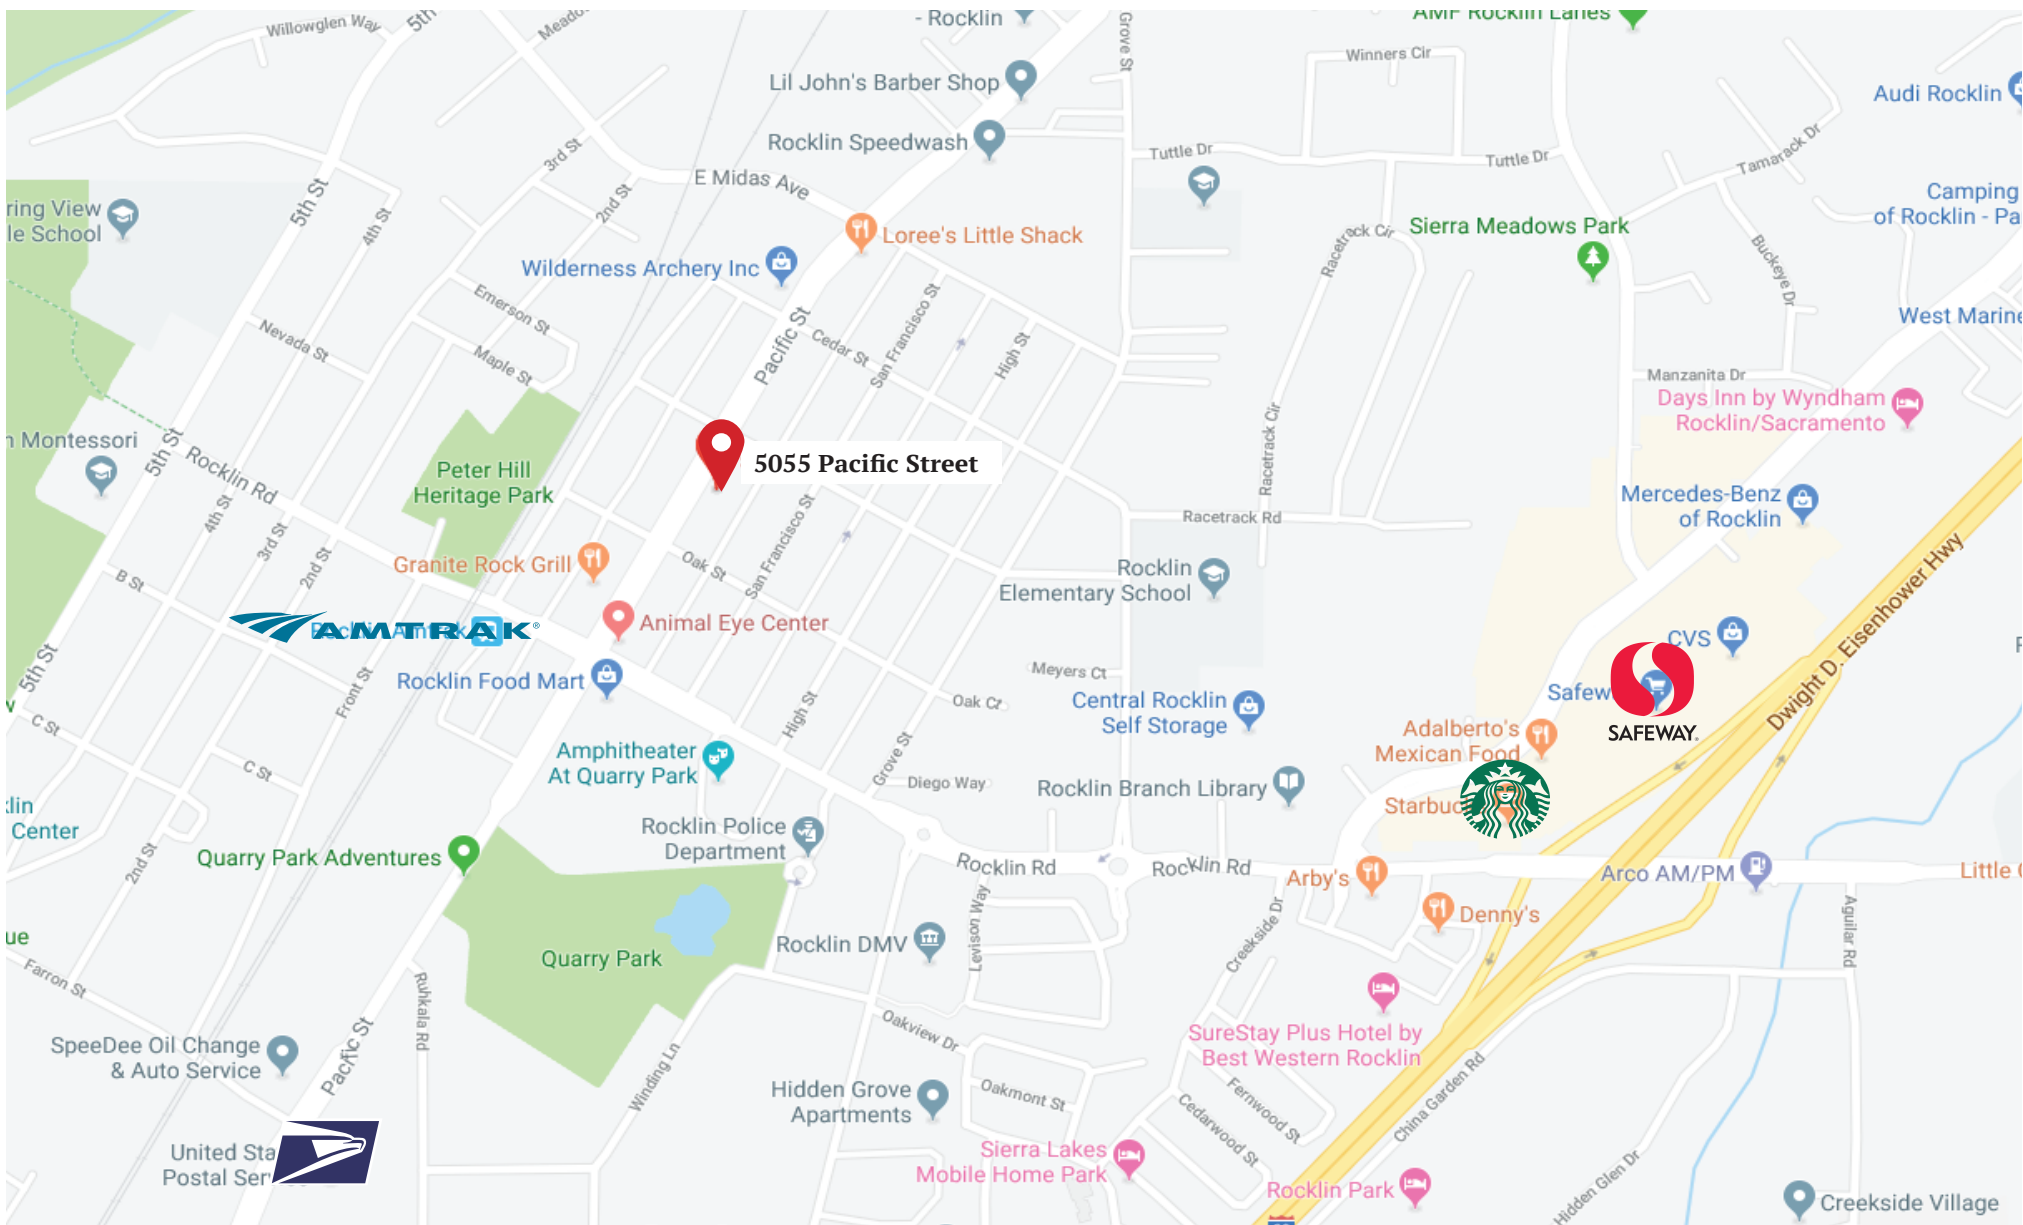 Willowglen Way
5th
Meado
- Rocklin
Grove St
AMF Rocklin Lanes
Winners Cir
Lil John's Barber Shop
Audi Rocklin
Rocklin Speedwash
3rd St
Tuttle Dr
Tuttle Dr
Tamarack Dr
E Midas Ave
2nd St
5th St
4th St
ring View
le School
Camping
of Rocklin - Pa
Loree's Little Shack
Racetrack Cir
Sierra Meadows Park
Buckeye Dr
Wilderness Archery Inc
Emerson St
San Francisco St
West Marine
Nevada St
Pacific St
Cedar St
High St
Maple St
Manzanita Dr
Days Inn by Wyndham
Rocklin/Sacramento
n Montessori
5th St
Rocklin Rd
Peter Hill
Heritage Park
5055 Pacific Street
Racetrack Cir
Mercedes-Benz
of Rocklin
4th St
3rd St
2nd St
San Francisco St
Racetrack Rd
Granite Rock Grill
Oak St
Rocklin
Elementary School
Dwight D. Eisenhower Hwy
B St
AMTRAK®
Animal Eye Center
CVS
5th St
Front St
Rocklin Food Mart
Meyers Ct
Oak Ct
Central Rocklin
Self Storage
Safew
SAFEWAY.
C St
High St
Adalberto's
Mexican Food
Amphitheater
At Quarry Park
Grove St
C St
Diego Way
Rocklin Branch Library
Starbuc
klin
Center
Rocklin Police
Department
2nd St
Quarry Park Adventures
Rocklin Rd
Rocklin Rd
Arby's
Arco AM/PM
Little C
Denny's
ue
Levison Way
Creekside Dr
Aguilar Rd
Quarry Park
Rocklin DMV
Farron St
Ruhkala Rd
Oakview Dr
SureStay Plus Hotel by
Best Western Rocklin
SpeeDee Oil Change
& Auto Service
Pacific St
Winding Ln
Hidden Grove
Apartments
Oakmont St
Fernwood St
China Garden Rd
Cedarwood St
United Sta
Postal Ser
Sierra Lakes
Mobile Home Park
Rocklin Park
Hidden Glen Dr
Creekside Village